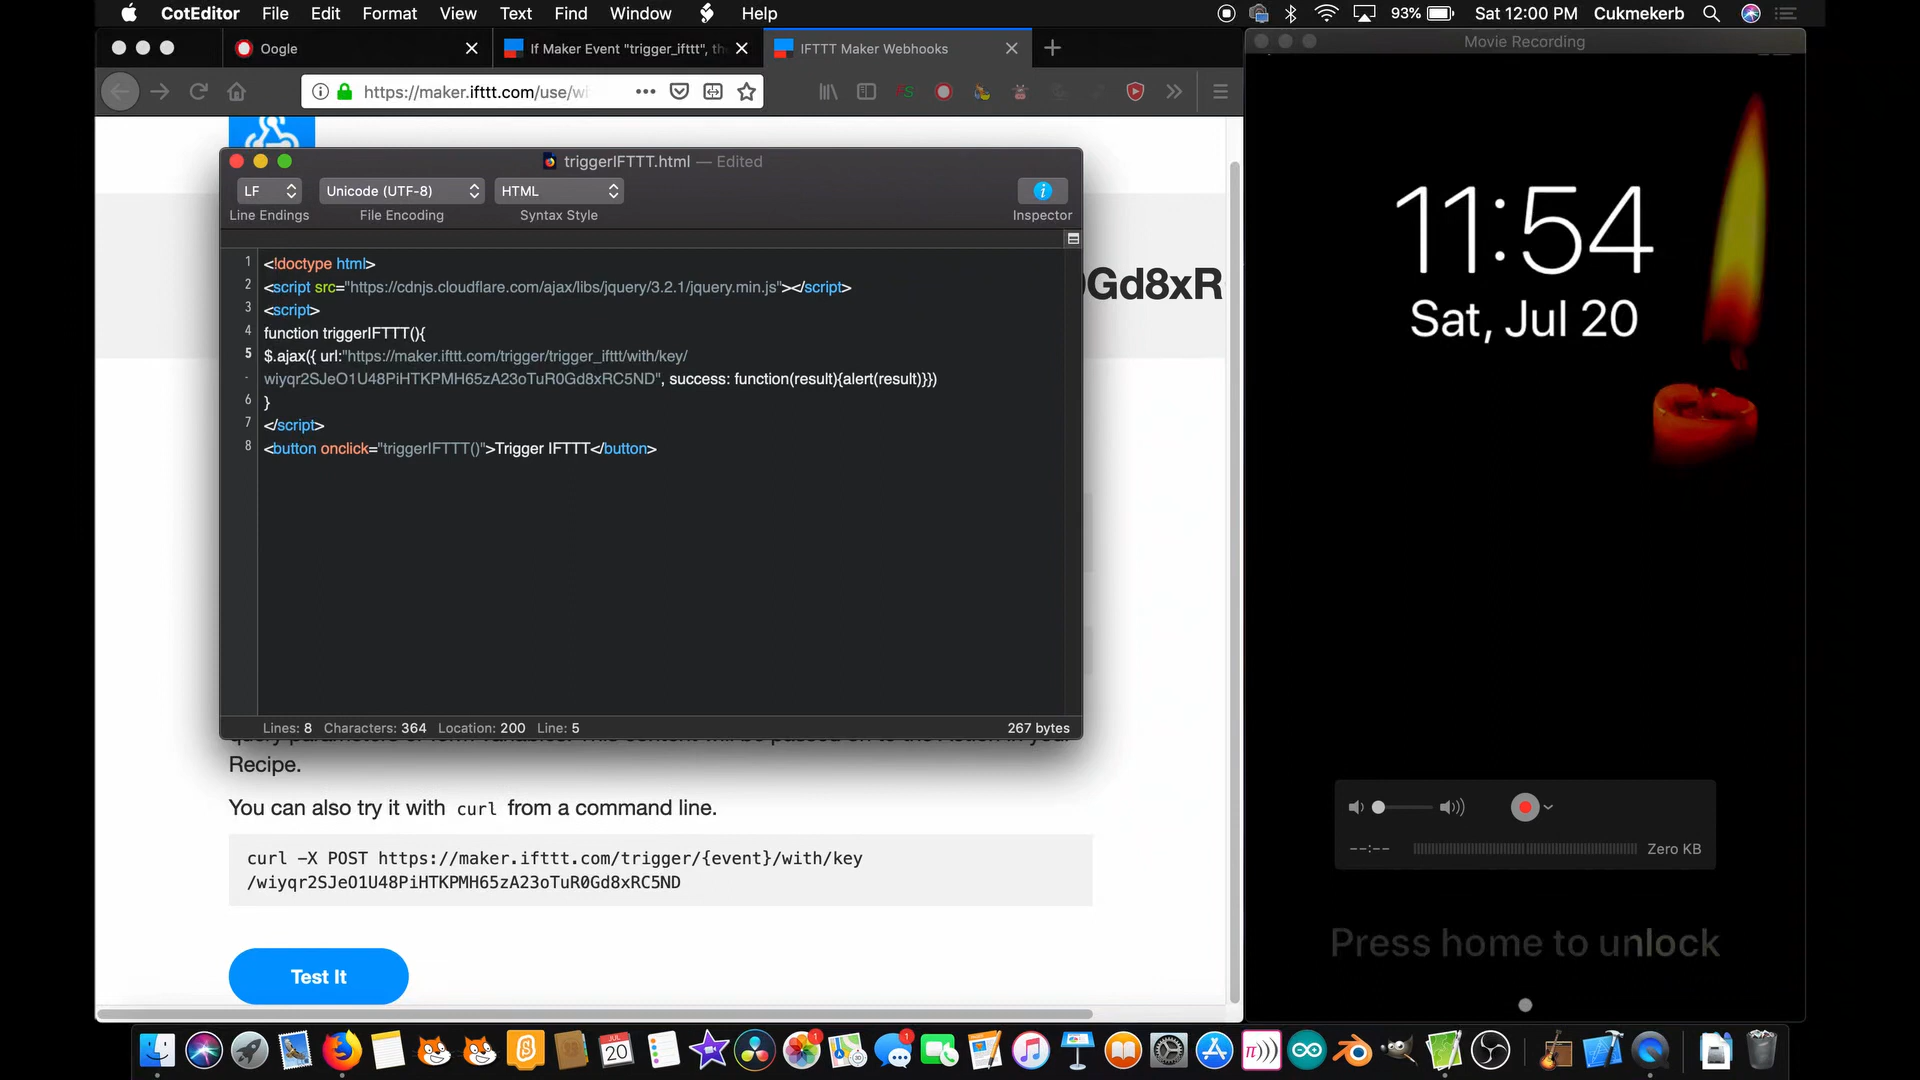 CotEditor File Edit Format View Text Find Window Help 93% Sat 12:00 PM Cukmekerb
Oogle
If Maker Event "trigger_ifttt", th
IFTTT Maker Webhooks
https://maker.ifttt.com/use/wi
triggerIFTTT.html — Edited
LF Unicode (UTF-8) HTML
Line Endings File Encoding Syntax Style Inspector
1 <!doctype html>
2 <script src="https://cdnjs.cloudflare.com/ajax/libs/jquery/3.2.1/jquery.min.js"></script>
3 <script>
4 function triggerIFTTT(){
5 $.ajax({ url:"https://maker.ifttt.com/trigger/trigger_ifttt/with/key/
- wiyqr2SJeO1U48PiHTKPMH65zA23oTuR0Gd8xRC5ND", success: function(result){alert(result)}})
6 }
7 </script>
8 <button onclick="triggerIFTTT()">Trigger IFTTT</button>
Lines: 8 Characters: 364 Location: 200 Line: 5 267 bytes
Gd8xR
Recipe.
You can also try it with curl from a command line.
curl -X POST https://maker.ifttt.com/trigger/{event}/with/key
/wiyqr2SJeO1U48PiHTKPMH65zA23oTuR0Gd8xRC5ND
Test It
Movie Recording
11:54
Sat, Jul 20
--:-- Zero KB
Press home to unlock
JUL
20
1
1